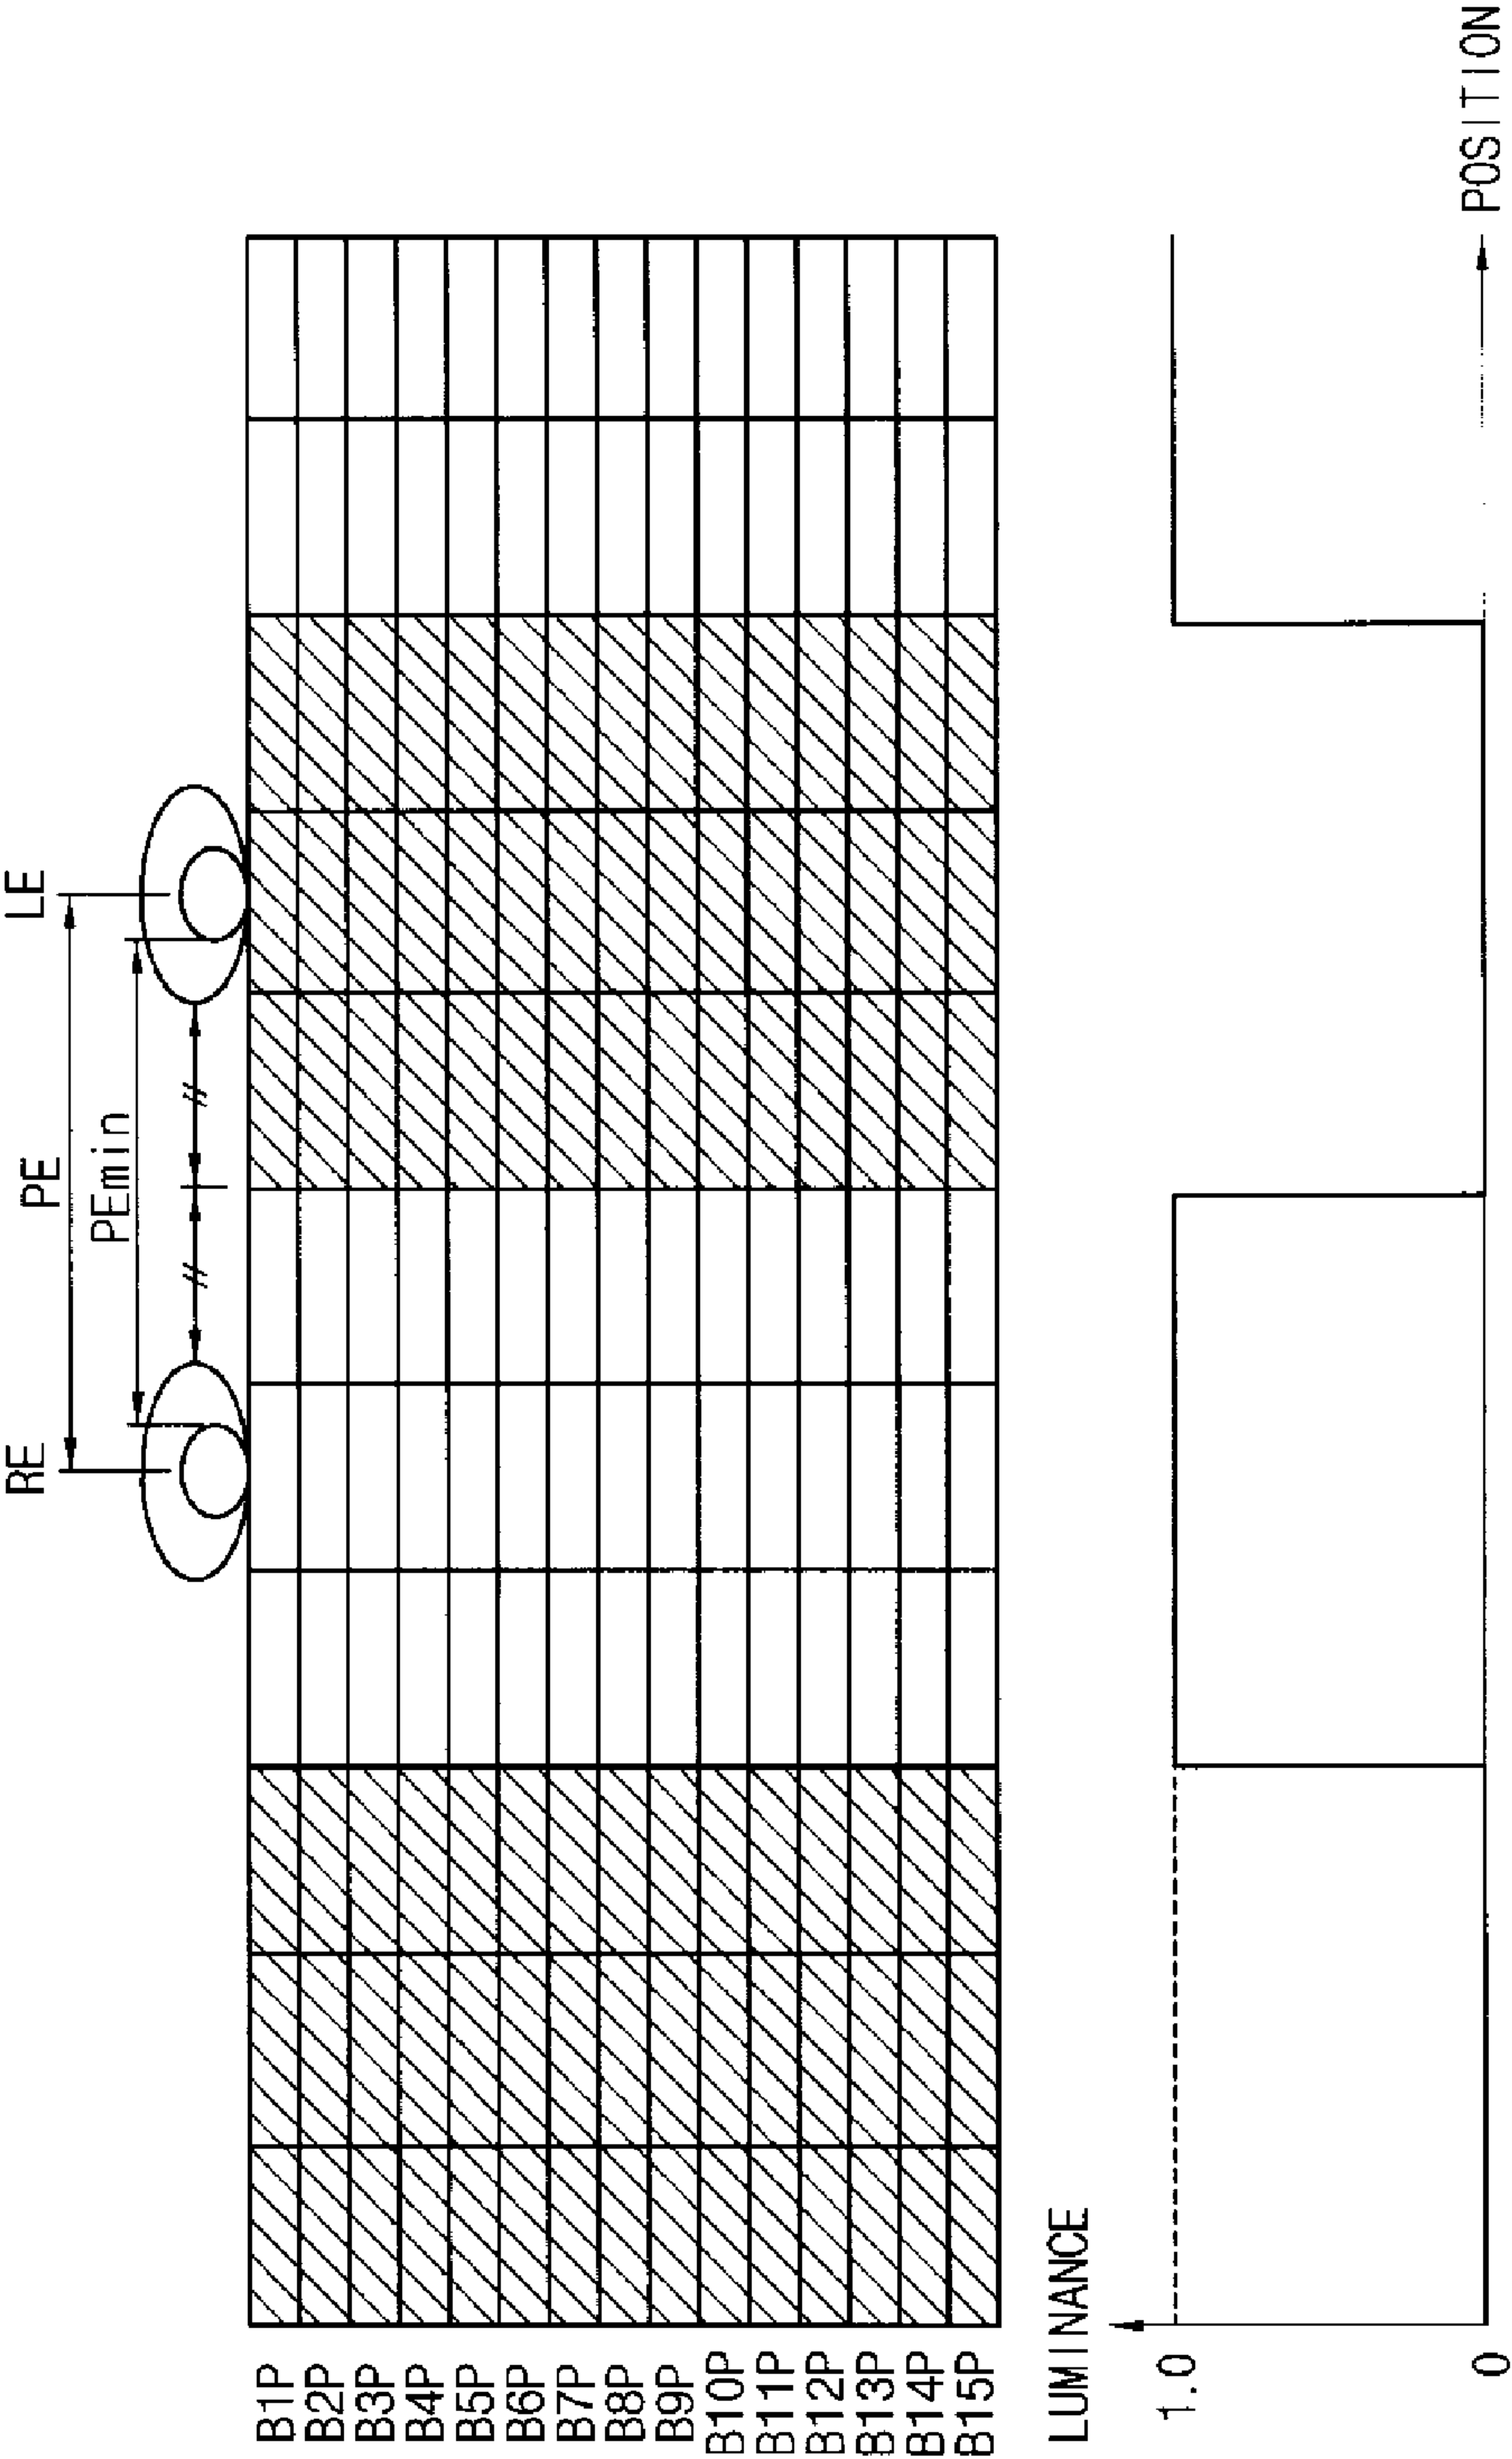 RE PE LE
PEmin
B1P
B2P
B3P
B4P
B5P
B6P
B7P
B8P
B9P
B10P
B11P
B12P
B13P
B14P
B15P
LUMINANCE
1.0
0
POSITION